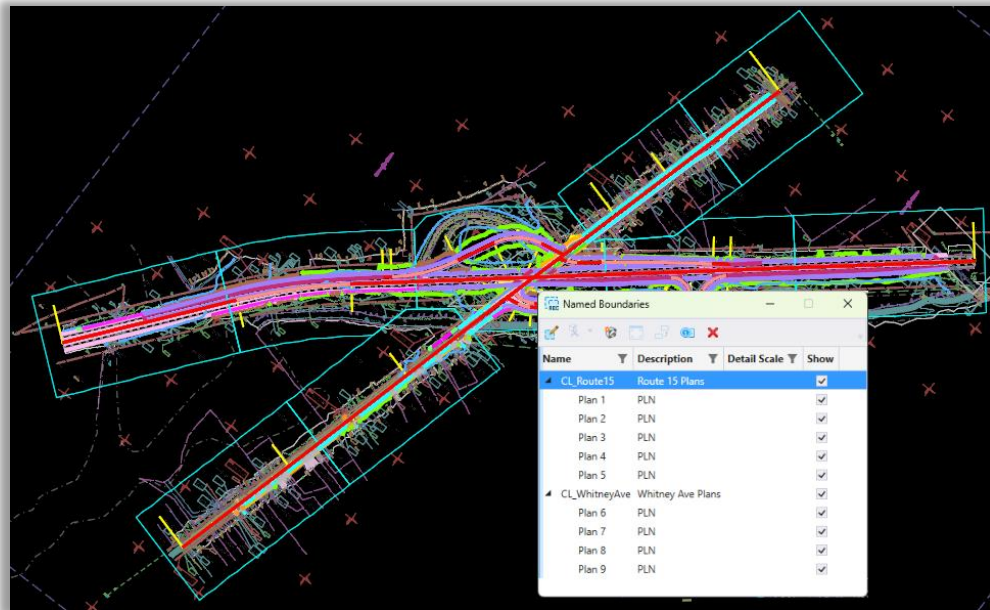 Named Boundaries
Name Description Detail Scale Show
CL_Route15 Route 15 Plans
Plan 1 PLN
Plan 2 PLN
Plan 3 PLN
Plan 4 PLN
Plan 5 PLN
CL_WhitneyAve Whitney Ave Plans
Plan 6 PLN
Plan 7 PLN
Plan 8 PLN
Plan 9 PLN